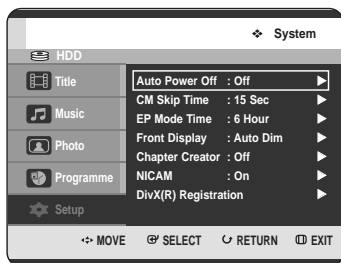 ❖ System
HDD
Title
Music
Photo
Programme
Setup
Auto Power Off : Off ▶
CM Skip Time : 15 Sec ▶
EP Mode Time : 6 Hour ▶
Front Display : Auto Dim ▶
Chapter Creator : Off ▶
NICAM : On ▶
DivX(R) Registration ▶
MOVE SELECT RETURN EXIT